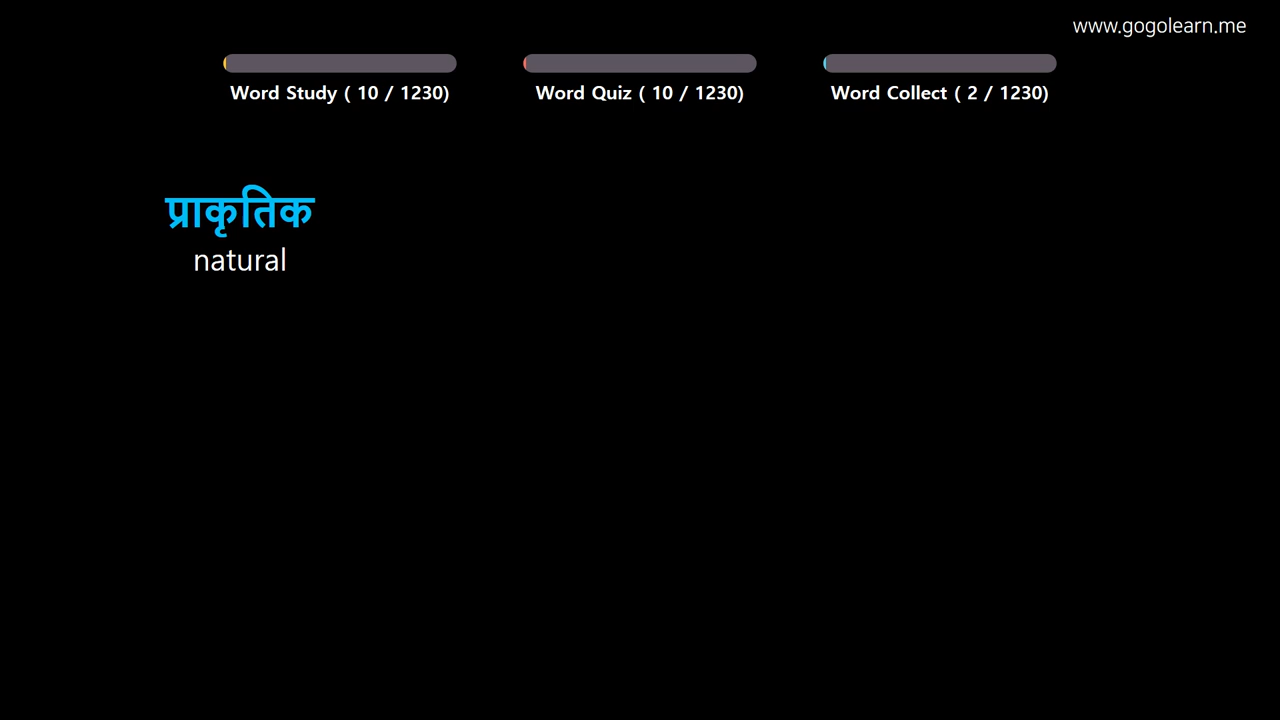 www.gogolearn.me
Word Study ( 10 / 1230)
Word Quiz ( 10 / 1230)
Word Collect ( 2 / 1230)
प्राकृतिक
natural